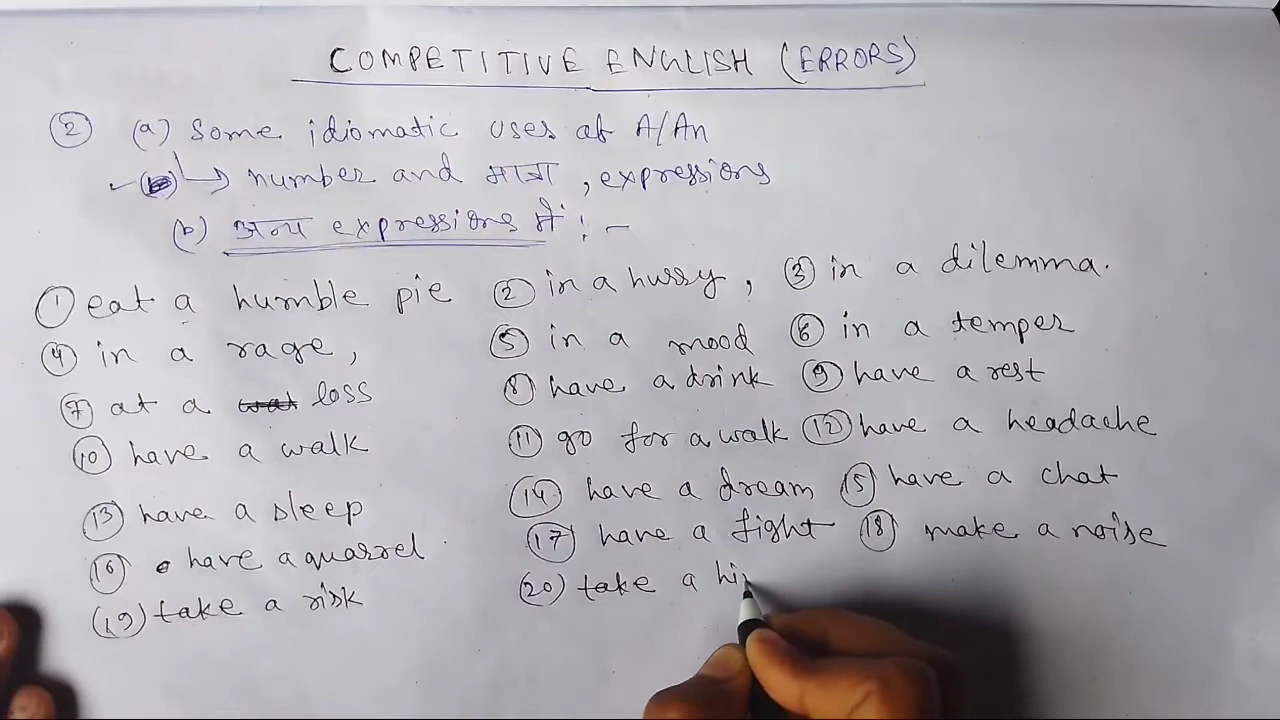 COMPETITIVE ENGLISH (ERRORS)
② (a) Some idiomatic uses of A/An
↳ number and मात्रा, expressions
(b) अन्य expressions में :-
① eat a humble pie ② in a hurry, ③ in a dilemma.
④ in a rage, ⑤ in a mood ⑥ in a temper
⑦ at a loss ⑧ have a drink ⑨ have a rest
⑩ have a walk ⑪ go for a walk ⑫ have a headache
⑬ have a sleep ⑭ have a dream ⑮ have a chat
⑯ have a quarrel ⑰ have a fight ⑱ make a noise
⑲ take a risk ⑳ take a hi